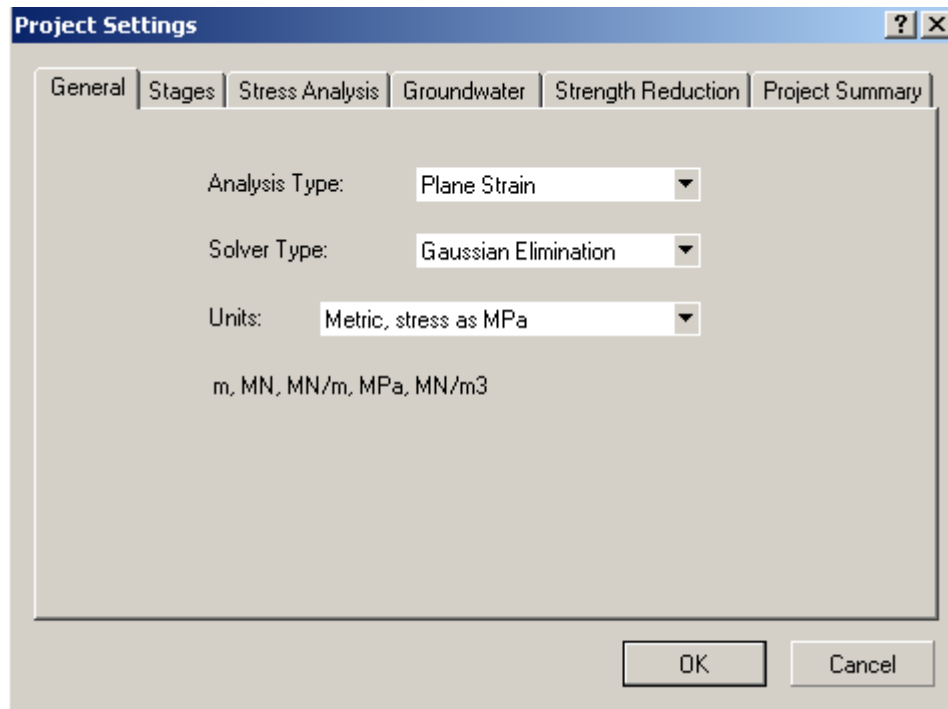 Project Settings
General Stages Stress Analysis Groundwater Strength Reduction Project Summary
Analysis Type: Plane Strain
Solver Type: Gaussian Elimination
Units: Metric, stress as MPa
m, MN, MN/m, MPa, MN/m3
OK Cancel